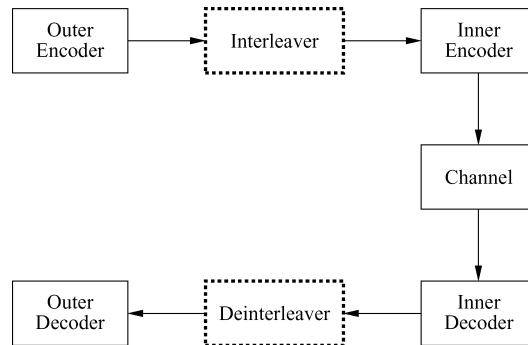 Outer
Encoder
Interleaver
Inner
Encoder
Channel
Outer
Decoder
Deinterleaver
Inner
Decoder